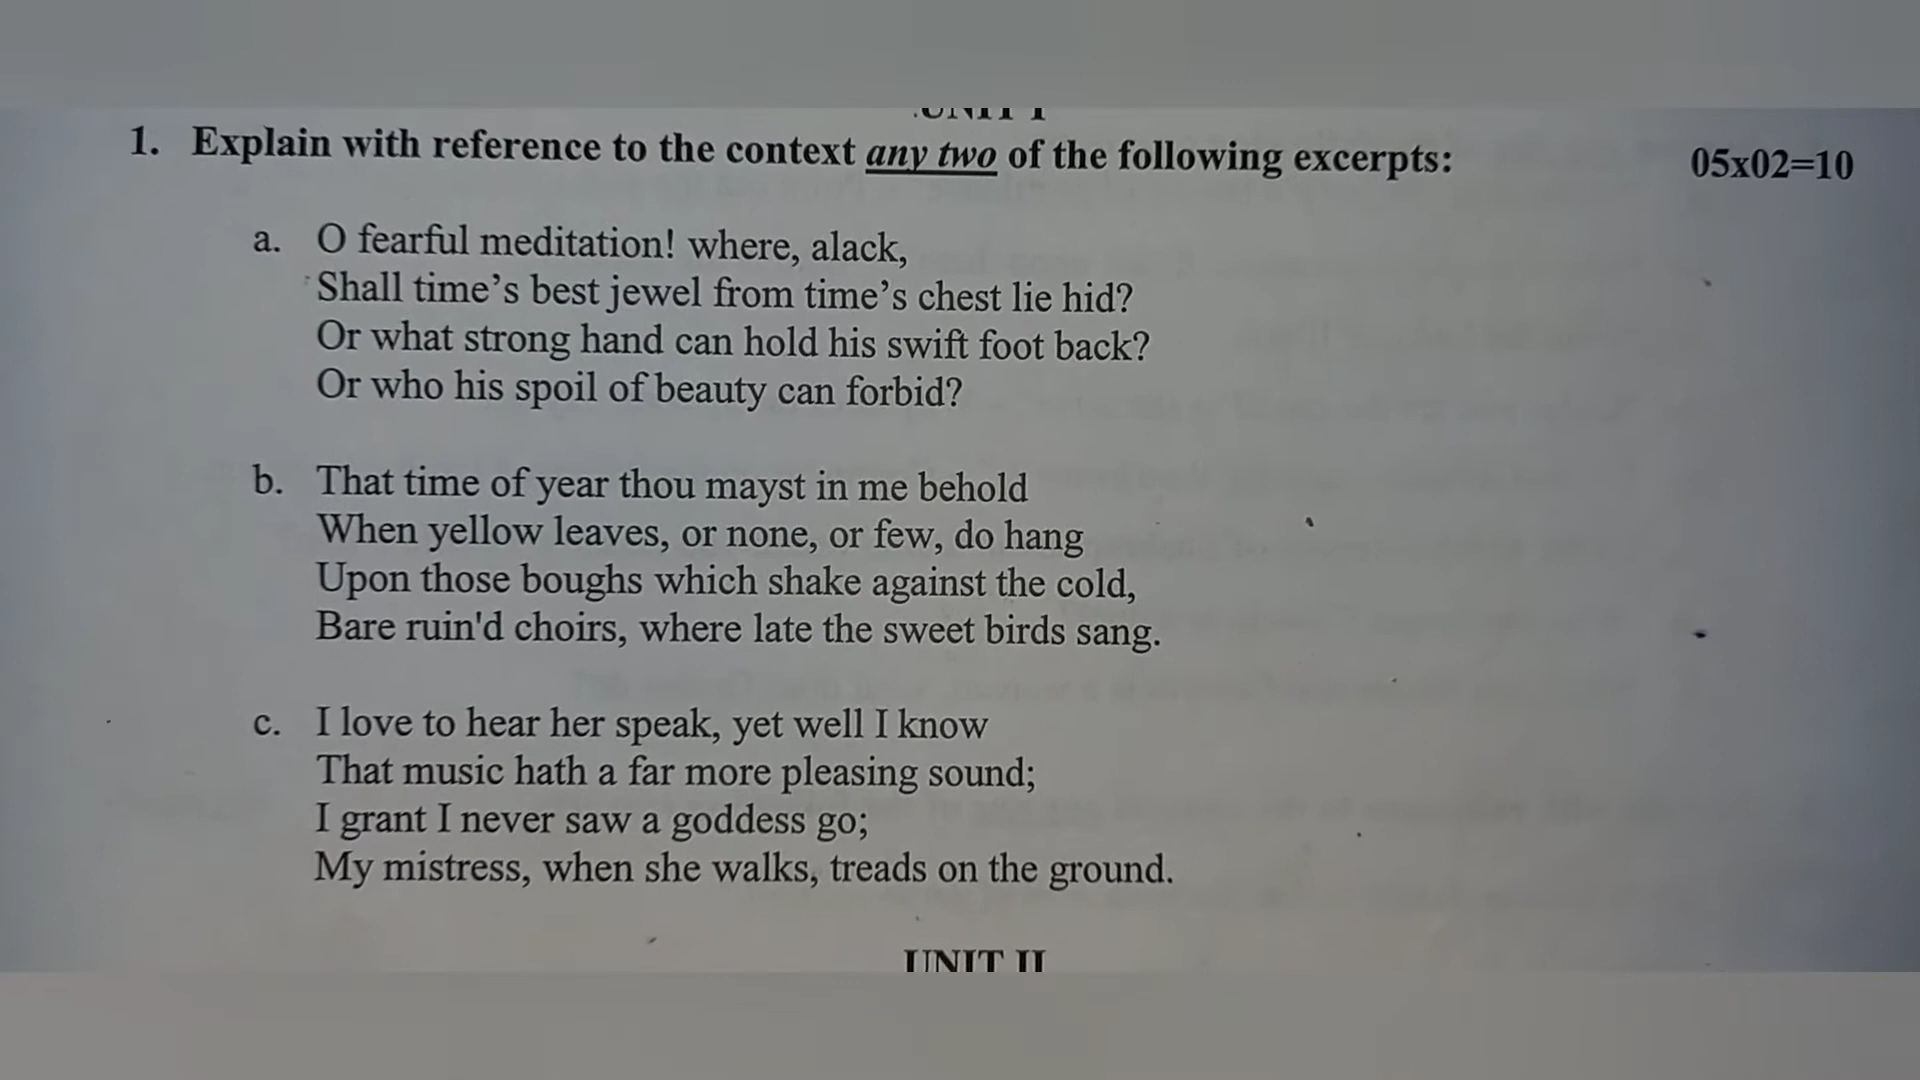 UNIT I
1. Explain with reference to the context any two of the following excerpts: 05x02=10
a. O fearful meditation! where, alack,
Shall time’s best jewel from time’s chest lie hid?
Or what strong hand can hold his swift foot back?
Or who his spoil of beauty can forbid?
b. That time of year thou mayst in me behold
When yellow leaves, or none, or few, do hang
Upon those boughs which shake against the cold,
Bare ruin'd choirs, where late the sweet birds sang.
c. I love to hear her speak, yet well I know
That music hath a far more pleasing sound;
I grant I never saw a goddess go;
My mistress, when she walks, treads on the ground.
UNIT II